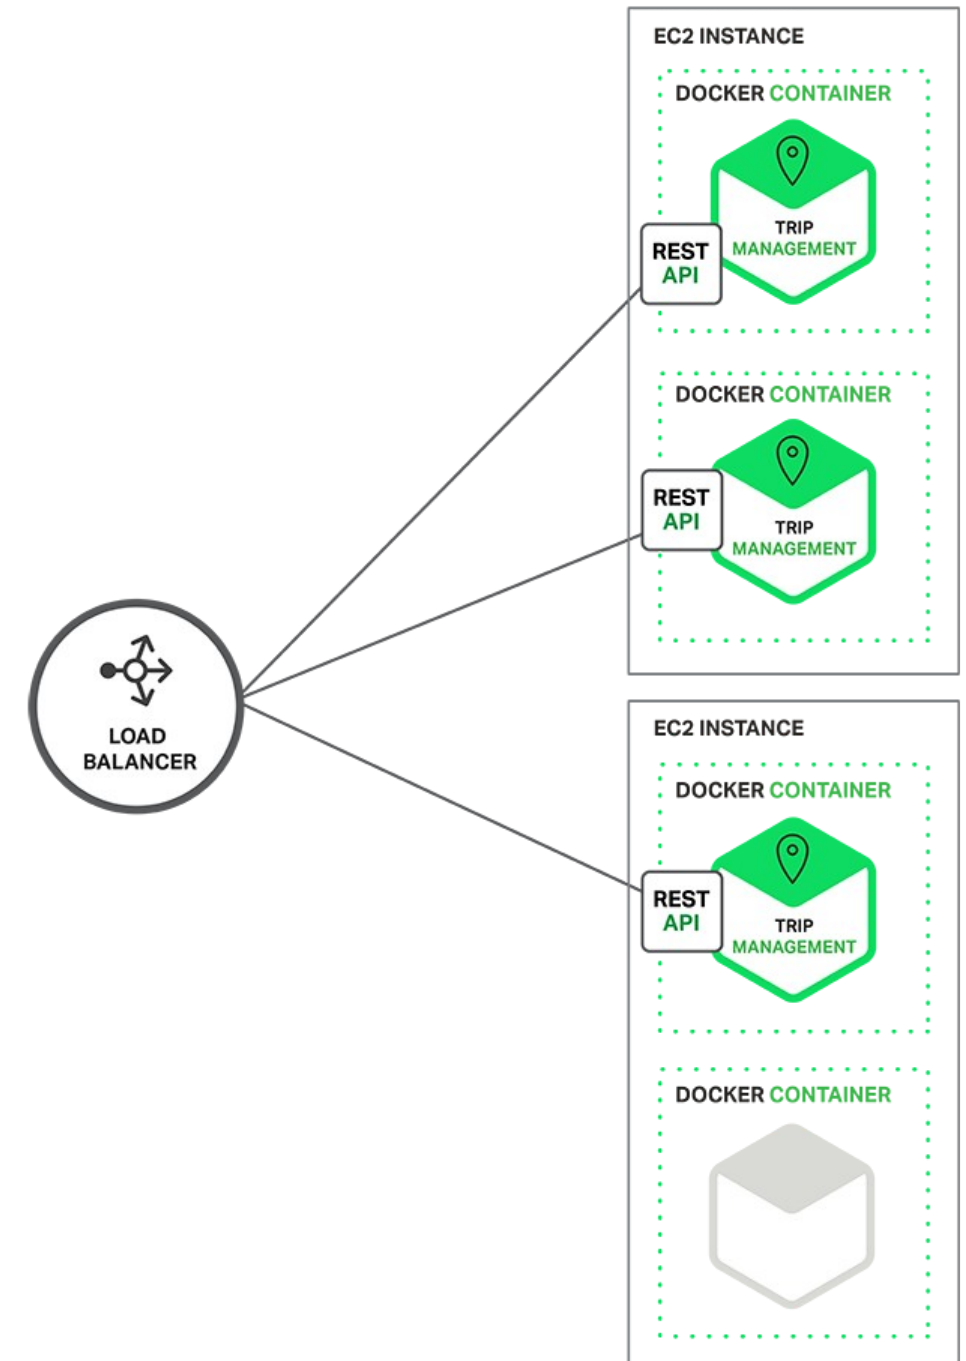 EC2 INSTANCE
DOCKER CONTAINER
TRIP
MANAGEMENT
REST
API
DOCKER CONTAINER
REST
API
TRIP
MANAGEMENT
LOAD
BALANCER
EC2 INSTANCE
DOCKER CONTAINER
REST
API
TRIP
MANAGEMENT
DOCKER CONTAINER